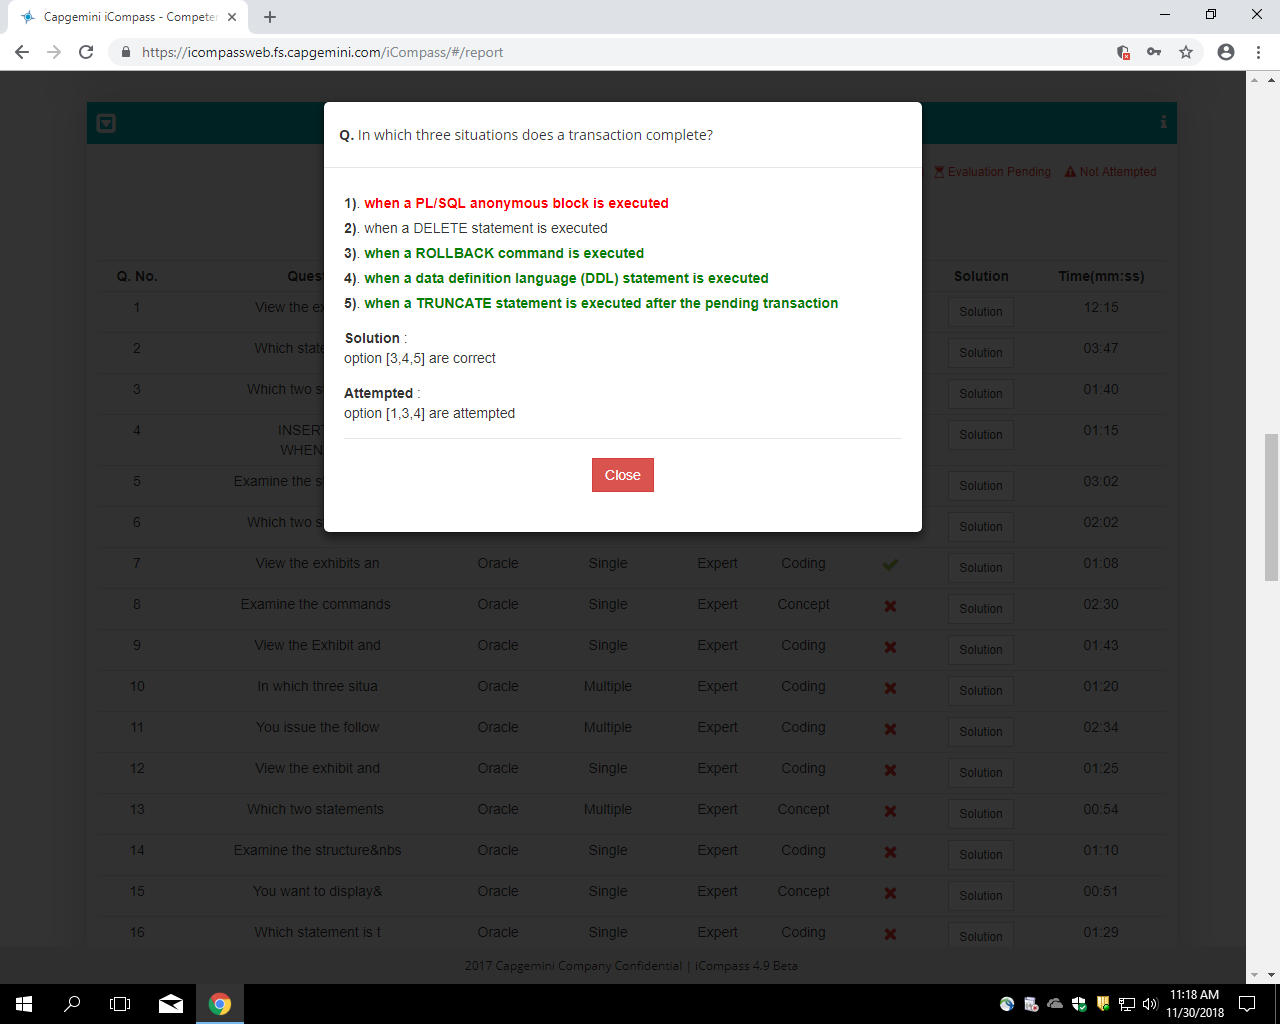 Capgemini iCompass - Competer
https://icompassweb.fs.capgemini.com/iCompass/#/report
Q. In which three situations does a transaction complete?
Evaluation Pending Not Attempted
1). when a PL/SQL anonymous block is executed
2). when a DELETE statement is executed
3). when a ROLLBACK command is executed
4). when a data definition language (DDL) statement is executed
5). when a TRUNCATE statement is executed after the pending transaction
Solution :
option [3,4,5] are correct
Attempted :
option [1,3,4] are attempted
Close
Q. No. Ques Solution Time(mm:ss)
1 View the ex Solution 12:15
2 Which state Solution 03:47
3 Which two s Solution 01:40
4 INSER Solution 01:15
WHEN
5 Examine the s Solution 03:02
6 Which two s Solution 02:02
7 View the exhibits an Oracle Single Expert Coding Solution 01:08
8 Examine the commands Oracle Single Expert Concept Solution 02:30
9 View the Exhibit and Oracle Single Expert Coding Solution 01:43
10 In which three situa Oracle Multiple Expert Coding Solution 01:20
11 You issue the follow Oracle Multiple Expert Coding Solution 02:34
12 View the exhibit and Oracle Single Expert Coding Solution 01:25
13 Which two statements Oracle Multiple Expert Concept Solution 00:54
14 Examine the structure&nbs Oracle Single Expert Coding Solution 01:10
15 You want to display& Oracle Single Expert Concept Solution 00:51
16 Which statement is t Oracle Single Expert Coding Solution 01:29
2017 Capgemini Company Confidential | iCompass 4.9 Beta
11:18 AM
11/30/2018